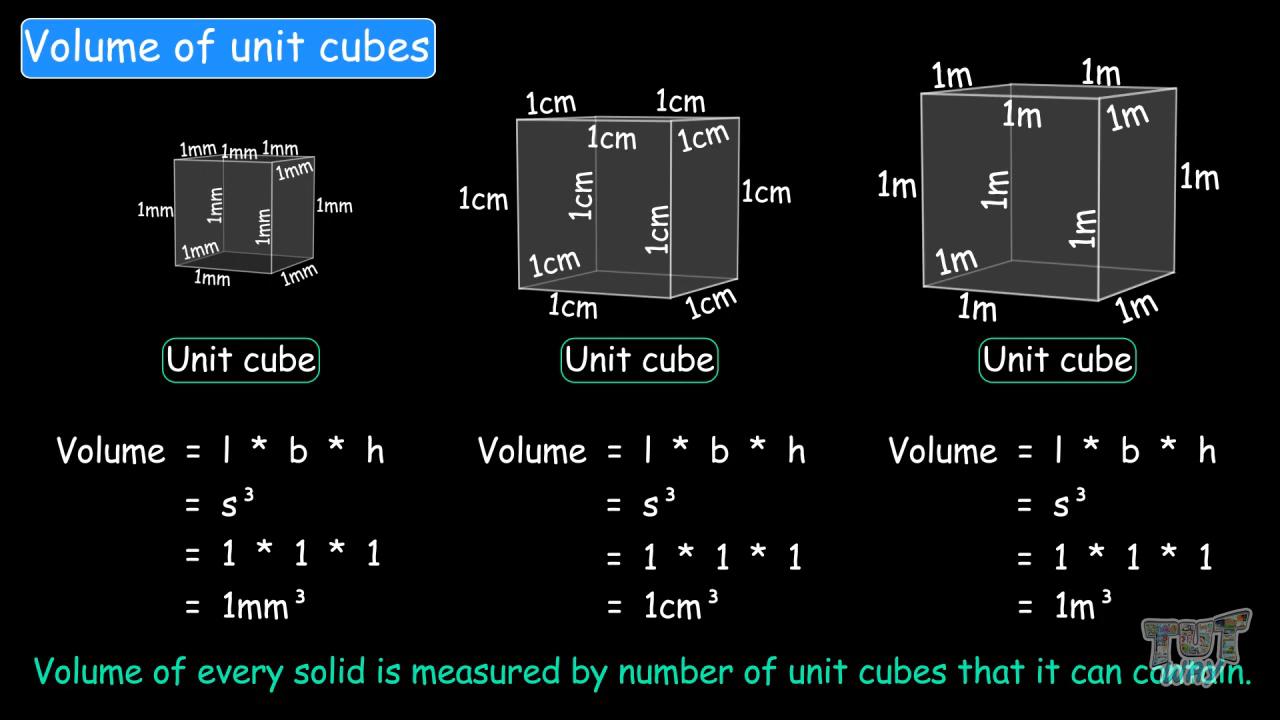 Volume of unit cubes
1mm 1mm 1mm
1mm
1mm 1mm 1mm 1mm
1mm
1mm 1mm
1cm 1cm
1cm 1cm
1cm 1cm 1cm 1cm
1cm
1cm 1cm
1m 1m
1m 1m
1m 1m 1m 1m
1m
1m 1m
Unit cube
Unit cube
Unit cube
Volume = l * b * h
= s³
= 1 * 1 * 1
= 1mm³
Volume = l * b * h
= s³
= 1 * 1 * 1
= 1cm³
Volume = l * b * h
= s³
= 1 * 1 * 1
= 1m³
Volume of every solid is measured by number of unit cubes that it can contain.
TUT
WAY